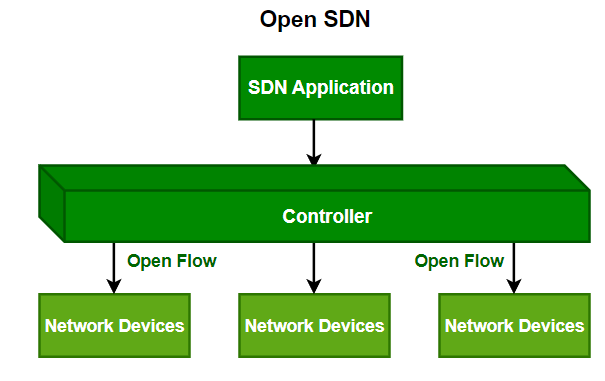 Open SDN
SDN Application
Controller
Open Flow
Open Flow
Network Devices
Network Devices
Network Devices